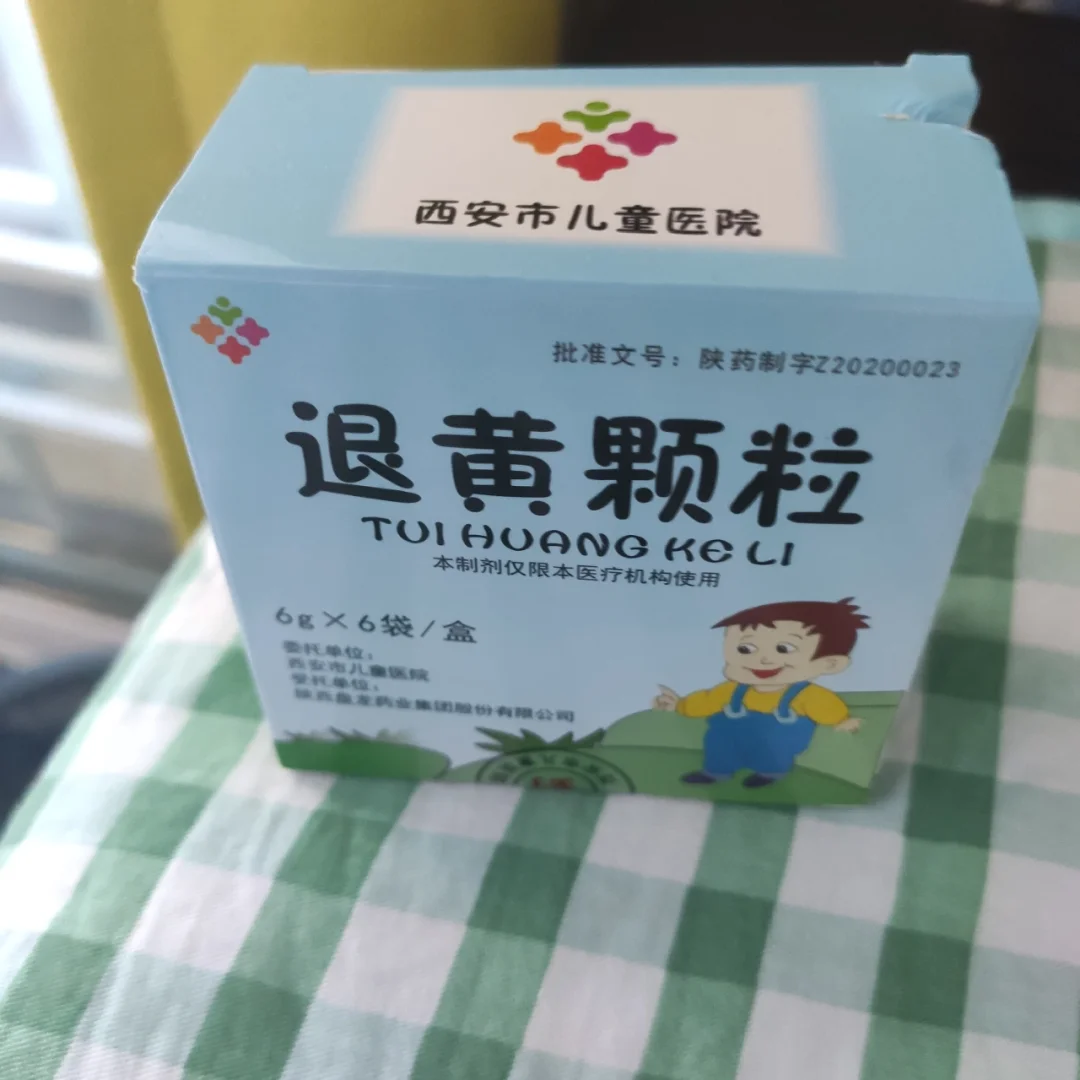 西安市儿童医院
批准文号：陕药制字Z20200023
退黄颗粒
TUI HUANG KE LI
本制剂仅限本医疗机构使用
6g×6袋/盒
委托单位：
西安市儿童医院
受托单位：
陕西盘龙药业集团股份有限公司